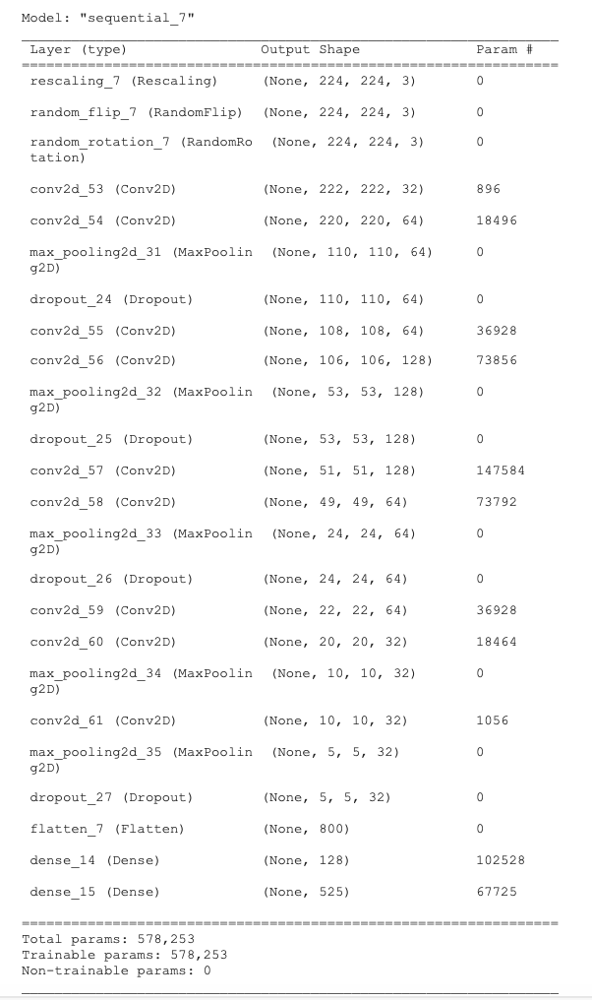 Model: "sequential_7"
Layer (type) Output Shape Param #
rescaling_7 (Rescaling) (None, 224, 224, 3) 0
random_flip_7 (RandomFlip) (None, 224, 224, 3) 0
random_rotation_7 (RandomRo (None, 224, 224, 3) 0
tation)
conv2d_53 (Conv2D) (None, 222, 222, 32) 896
conv2d_54 (Conv2D) (None, 220, 220, 64) 18496
max_pooling2d_31 (MaxPoolin (None, 110, 110, 64) 0
g2D)
dropout_24 (Dropout) (None, 110, 110, 64) 0
conv2d_55 (Conv2D) (None, 108, 108, 64) 36928
conv2d_56 (Conv2D) (None, 106, 106, 128) 73856
max_pooling2d_32 (MaxPoolin (None, 53, 53, 128) 0
g2D)
dropout_25 (Dropout) (None, 53, 53, 128) 0
conv2d_57 (Conv2D) (None, 51, 51, 128) 147584
conv2d_58 (Conv2D) (None, 49, 49, 64) 73792
max_pooling2d_33 (MaxPoolin (None, 24, 24, 64) 0
g2D)
dropout_26 (Dropout) (None, 24, 24, 64) 0
conv2d_59 (Conv2D) (None, 22, 22, 64) 36928
conv2d_60 (Conv2D) (None, 20, 20, 32) 18464
max_pooling2d_34 (MaxPoolin (None, 10, 10, 32) 0
g2D)
conv2d_61 (Conv2D) (None, 10, 10, 32) 1056
max_pooling2d_35 (MaxPoolin (None, 5, 5, 32) 0
g2D)
dropout_27 (Dropout) (None, 5, 5, 32) 0
flatten_7 (Flatten) (None, 800) 0
dense_14 (Dense) (None, 128) 102528
dense_15 (Dense) (None, 525) 67725
Total params: 578,253
Trainable params: 578,253
Non-trainable params: 0